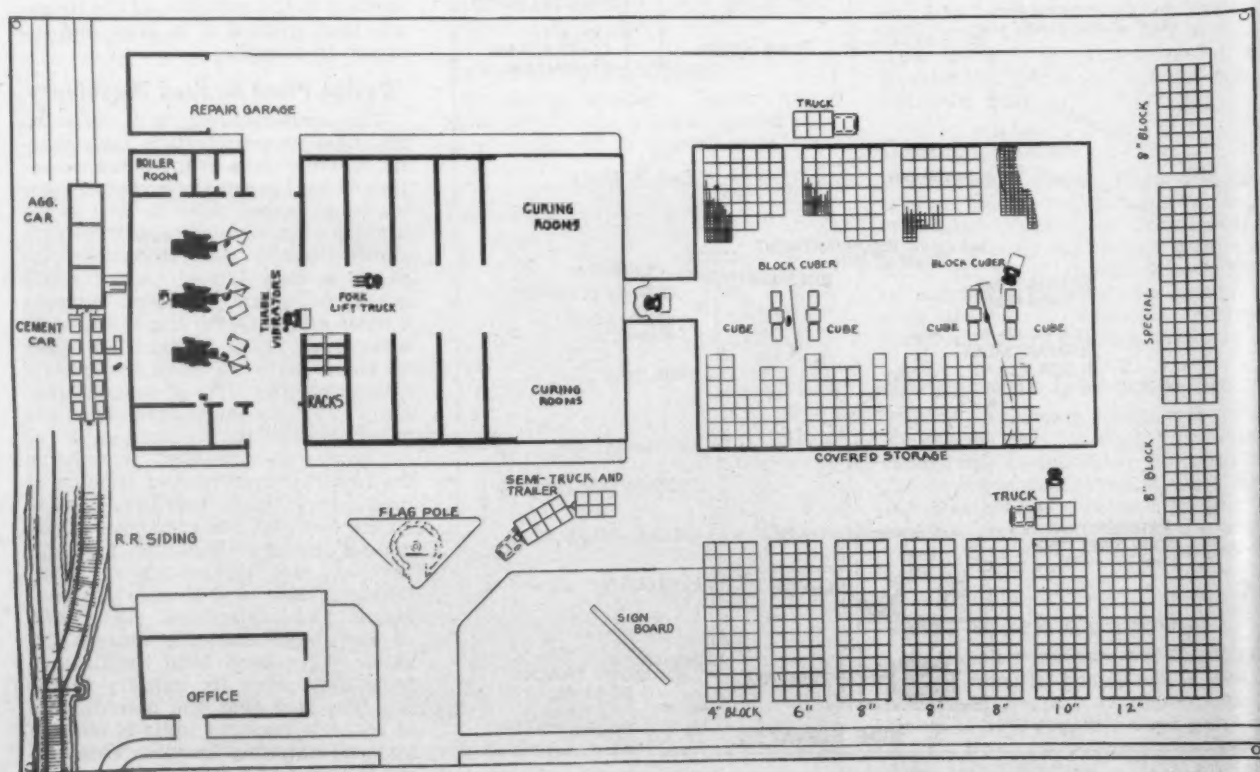 8" BLOCK
TRUCK
REPAIR GARAGE
BOILER
ROOM
AGG.
CAR
CURING
ROOMS
BLOCK CUBER
BLOCK CUBER
VIBRATORS
FORK
LIFT TRUCK
SPECIAL
CEMENT
CAR
CUBE
CUBE
CUBE
CUBE
RACKS
CURING
ROOMS
COVERED STORAGE
8" BLOCK
SEMI-TRUCK AND
TRAILER
TRUCK
FLAG POLE
R.R. SIDING
SIGN
BOARD
OFFICE
4" BLOCK 6" 8" 8" 8" 10" 12"